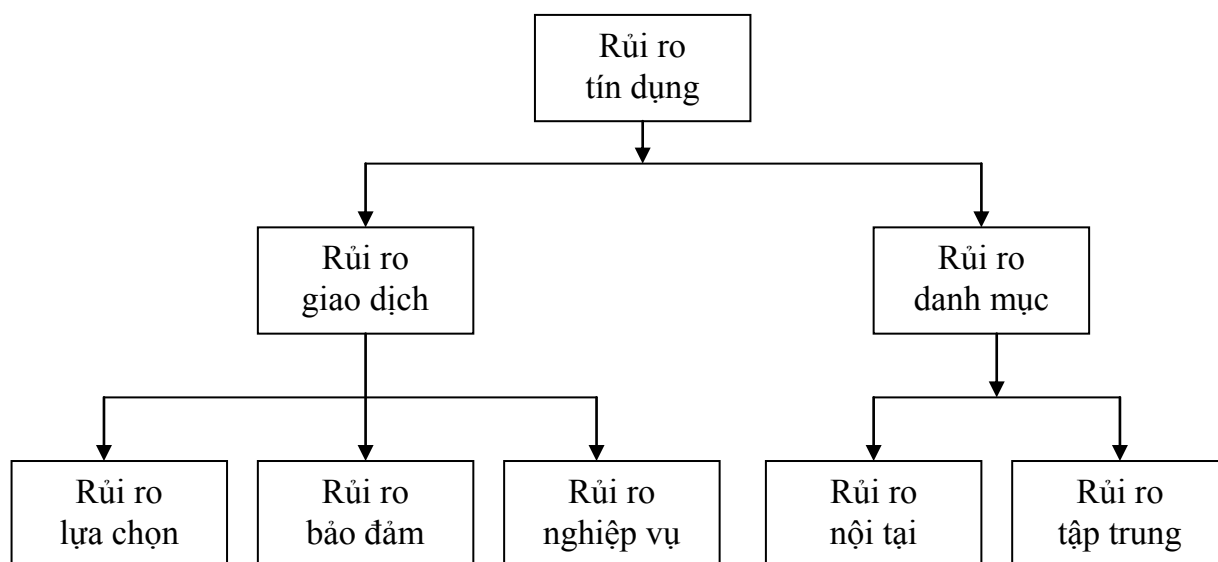 Rủi ro
tín dụng
Rủi ro
giao dịch
Rủi ro
danh mục
Rủi ro
lựa chọn
Rủi ro
bảo đảm
Rủi ro
nghiệp vụ
Rủi ro
nội tại
Rủi ro
tập trung